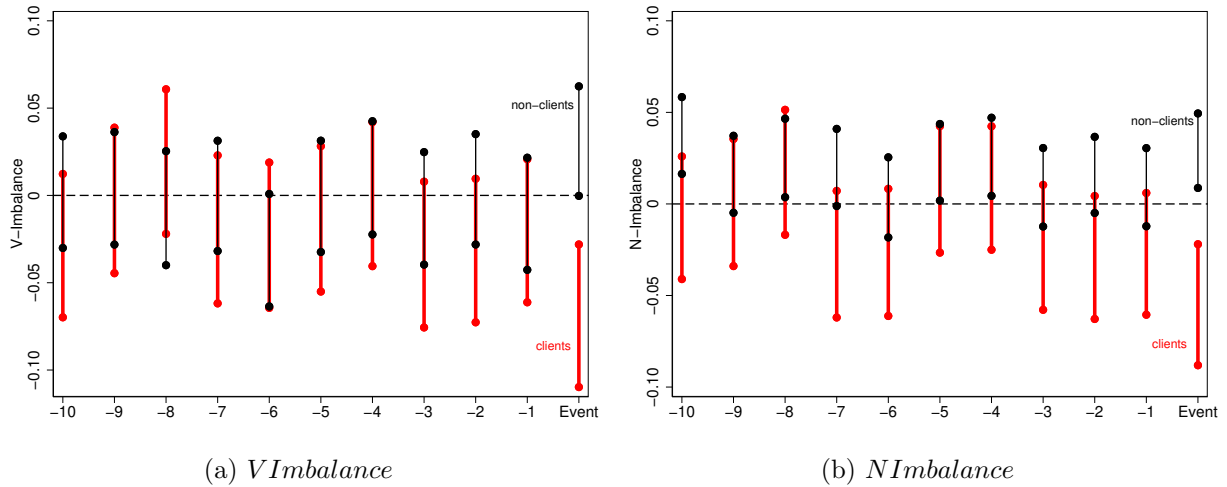 0.10
0.05
0
−0.05
−0.10
V−Imbalance
non−clients
clients
−10 −9 −8 −7 −6 −5 −4 −3 −2 −1 Event
(a) VImbalance
0.10
0.05
0
−0.05
−0.10
N−Imbalance
non−clients
clients
−10 −9 −8 −7 −6 −5 −4 −3 −2 −1 Event
(b) NImbalance